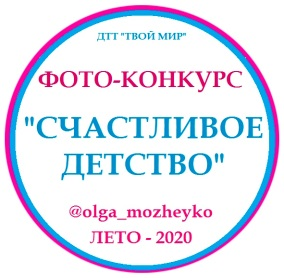 ДТТ "ТВОЙ МИР"
ФОТО-КОНКУРС
"СЧАСТЛИВОЕ
ДЕТСТВО"
@olga_mozheyko
ЛЕТО - 2020